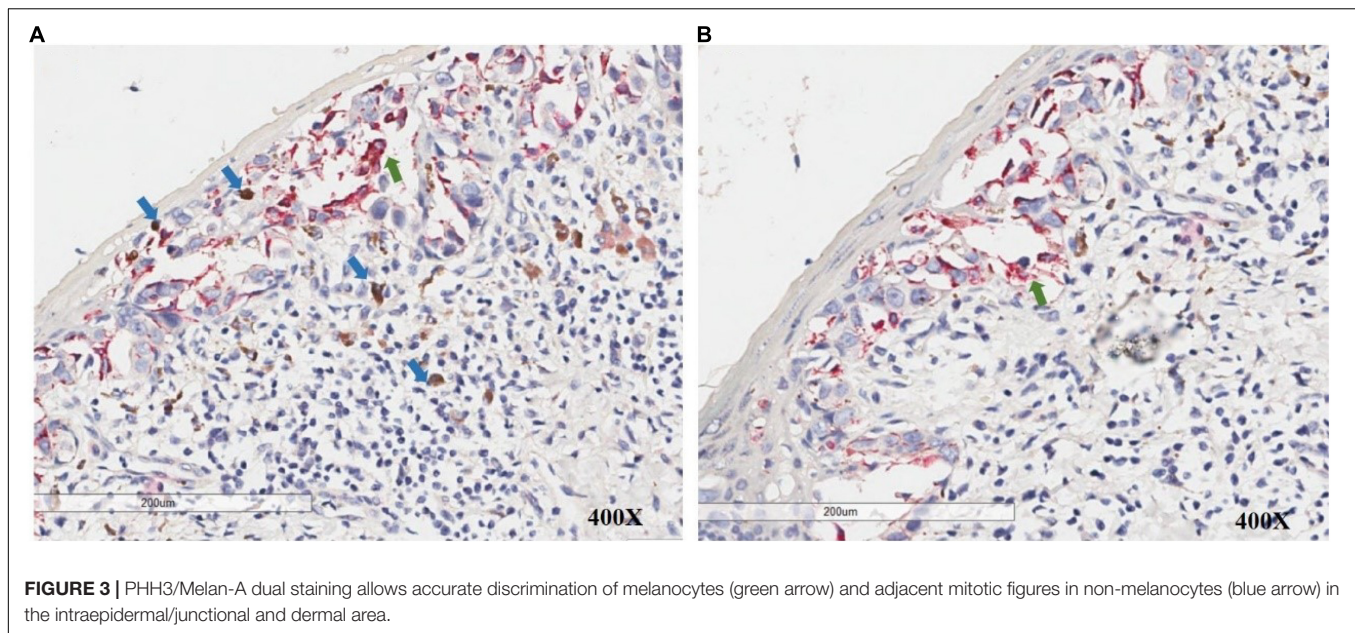 A
B
200um
400X
200um
400X
FIGURE 3 | PHH3/Melan-A dual staining allows accurate discrimination of melanocytes (green arrow) and adjacent mitotic figures in non-melanocytes (blue arrow) in
the intraepidermal/junctional and dermal area.